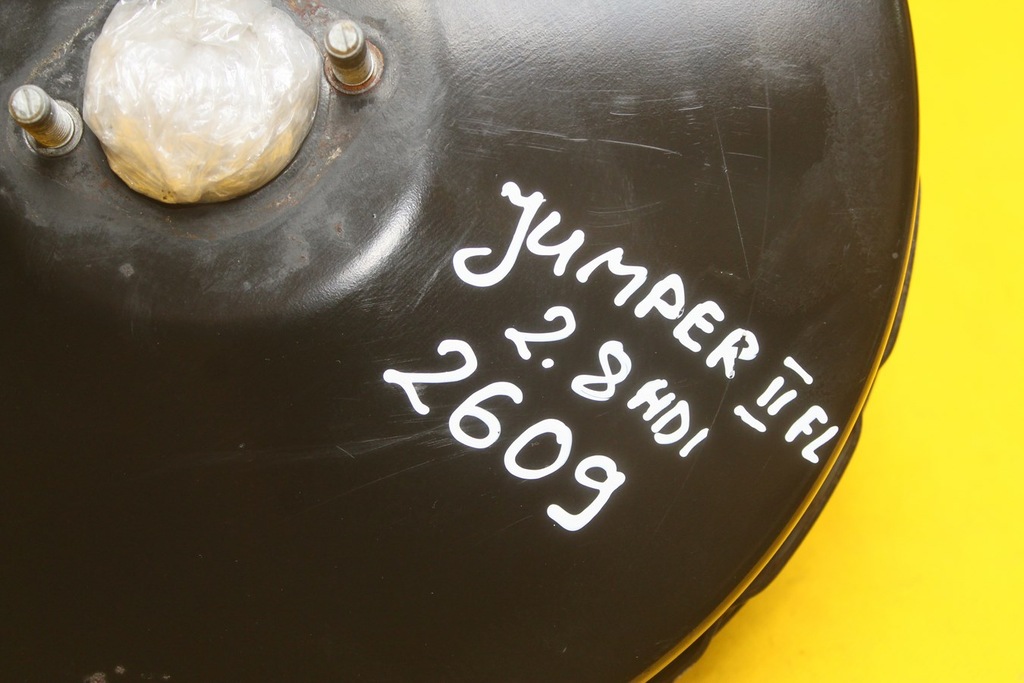 JUMPER II FL
2.8 HDI
2609